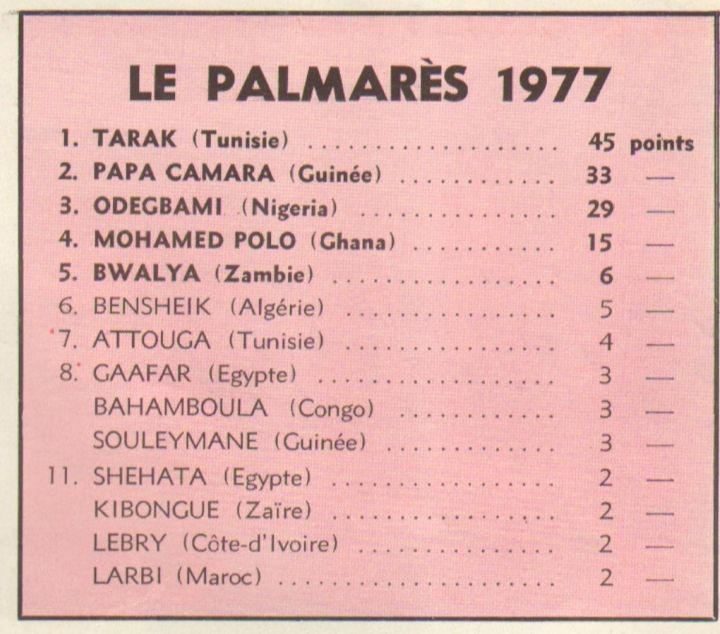 LE PALMARÈS 1977
1. TARAK (Tunisie) .................... 45 points
2. PAPA CAMARA (Guinée) ............ 33 —
3. ODEGBAMI (Nigeria) ............... 29 —
4. MOHAMED POLO (Ghana) ........... 15 —
5. BWALYA (Zambie) ................. 6 —
6. BENSHEIK (Algérie) ................ 5 —
7. ATTOUGA (Tunisie) ................ 4 —
8. GAAFAR (Egypte) .................. 3 —
BAHAMBOULA (Congo) ............ 3 —
SOULEYMANE (Guinée) ............. 3 —
11. SHEHATA (Egypte) ................. 2 —
KIBONGUE (Zaïre) ................. 2 —
LEBRY (Côte-d'Ivoire) ............... 2 —
LARBI (Maroc) ..................... 2 —